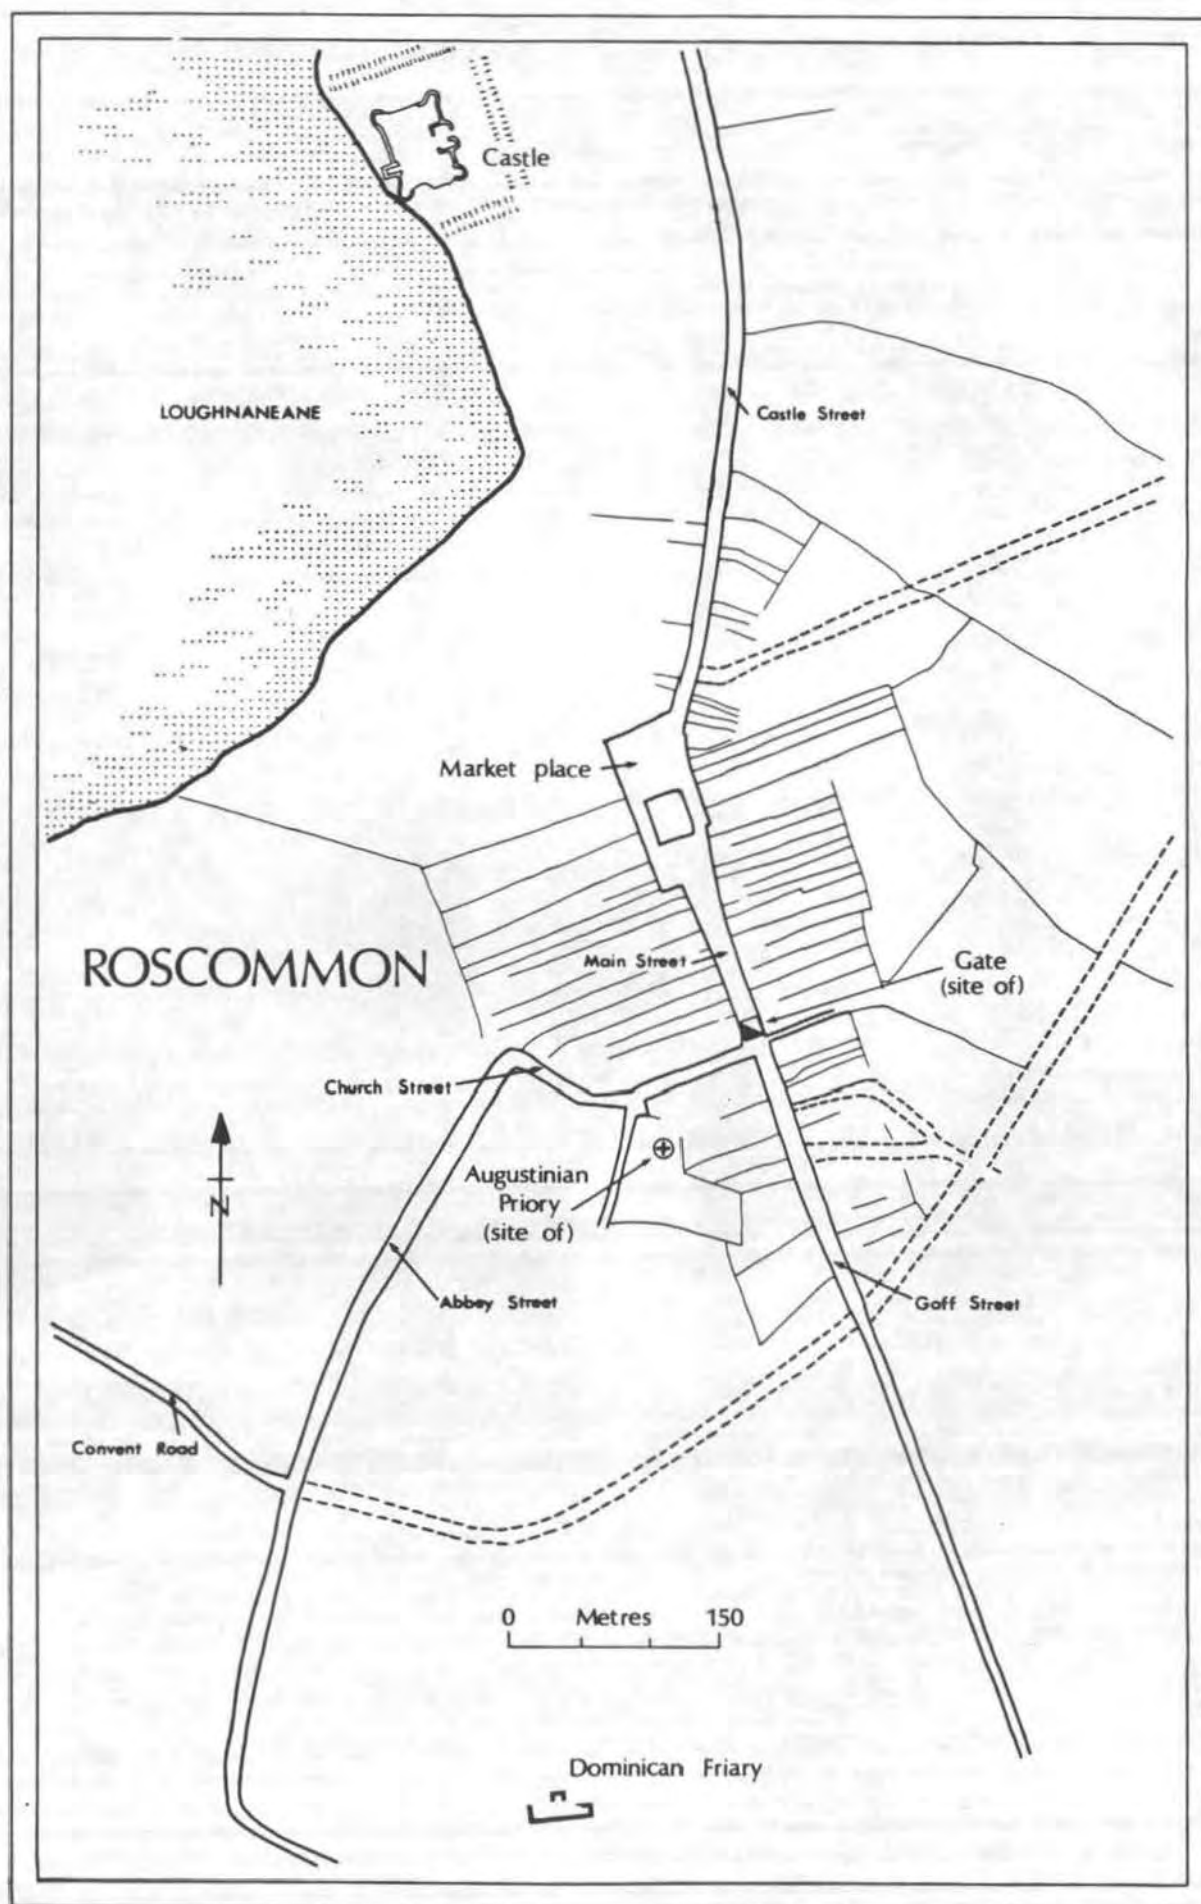 Castle
LOUGHNANEANE
Castle Street
Market place
ROSCOMMON
Main Street
Gate
(site of)
Church Street
N
Augustinian
Priory
(site of)
Abbey Street
Goff Street
Convent Road
0 Metres 150
Dominican Friary